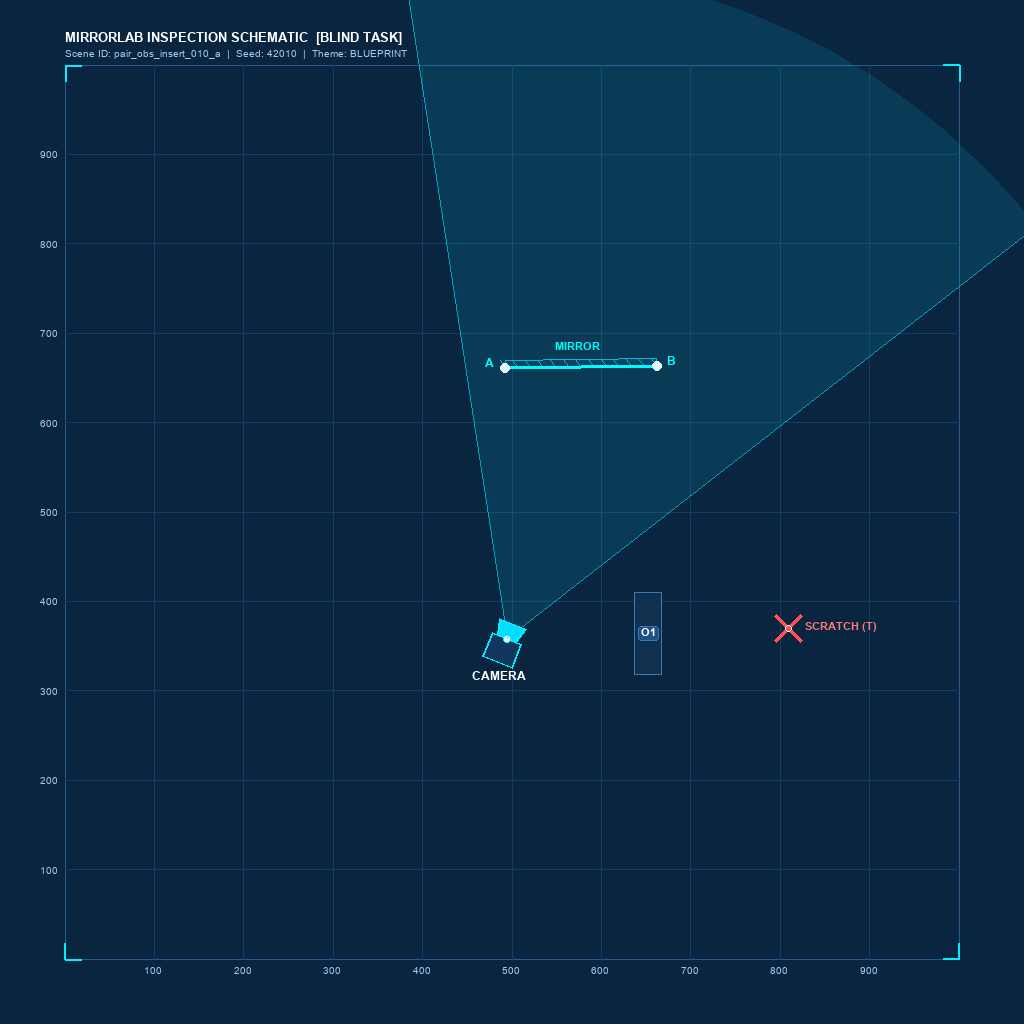 MIRRORLAB INSPECTION SCHEMATIC [BLIND TASK]
Scene ID: pair_obs_insert_010_a | Seed: 42010 | Theme: BLUEPRINT
900
800
700
MIRROR
A
B
600
500
400
SCRATCH (T)
O1
CAMERA
300
200
100
100 200 300 400 500 600 700 800 900